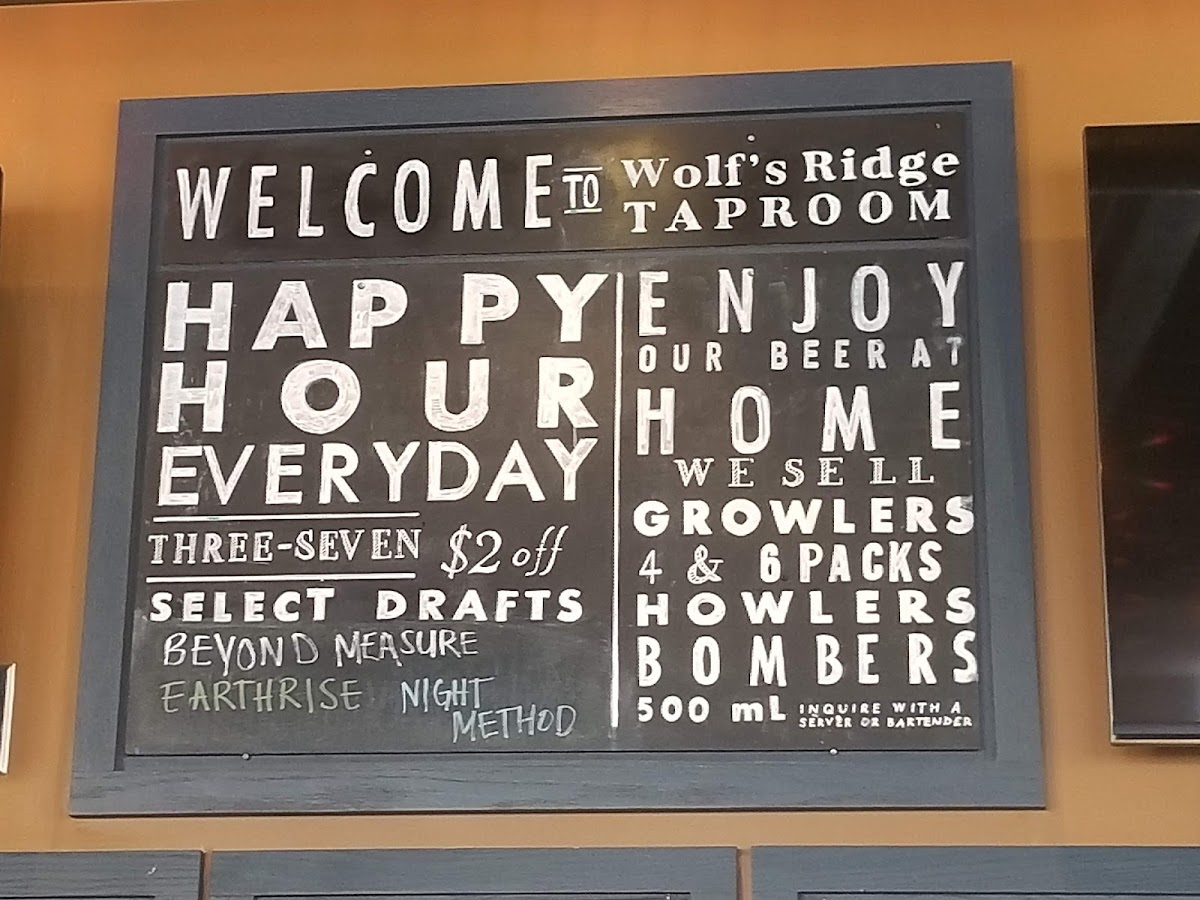 WELCOME TO Wolf's Ridge
TAPROOM
HAPPY
HOUR
EVERYDAY
THREE-SEVEN $2 off
SELECT DRAFTS
BEYOND MEASURE
EARTHRISE NIGHT
METHOD
ENJOY
OUR BEER AT
HOME
WE SELL
GROWLERS
4 & 6 PACKS
HOWLERS
BOMBERS
500 mL INQUIRE WITH A
SERVER OR BARTENDER